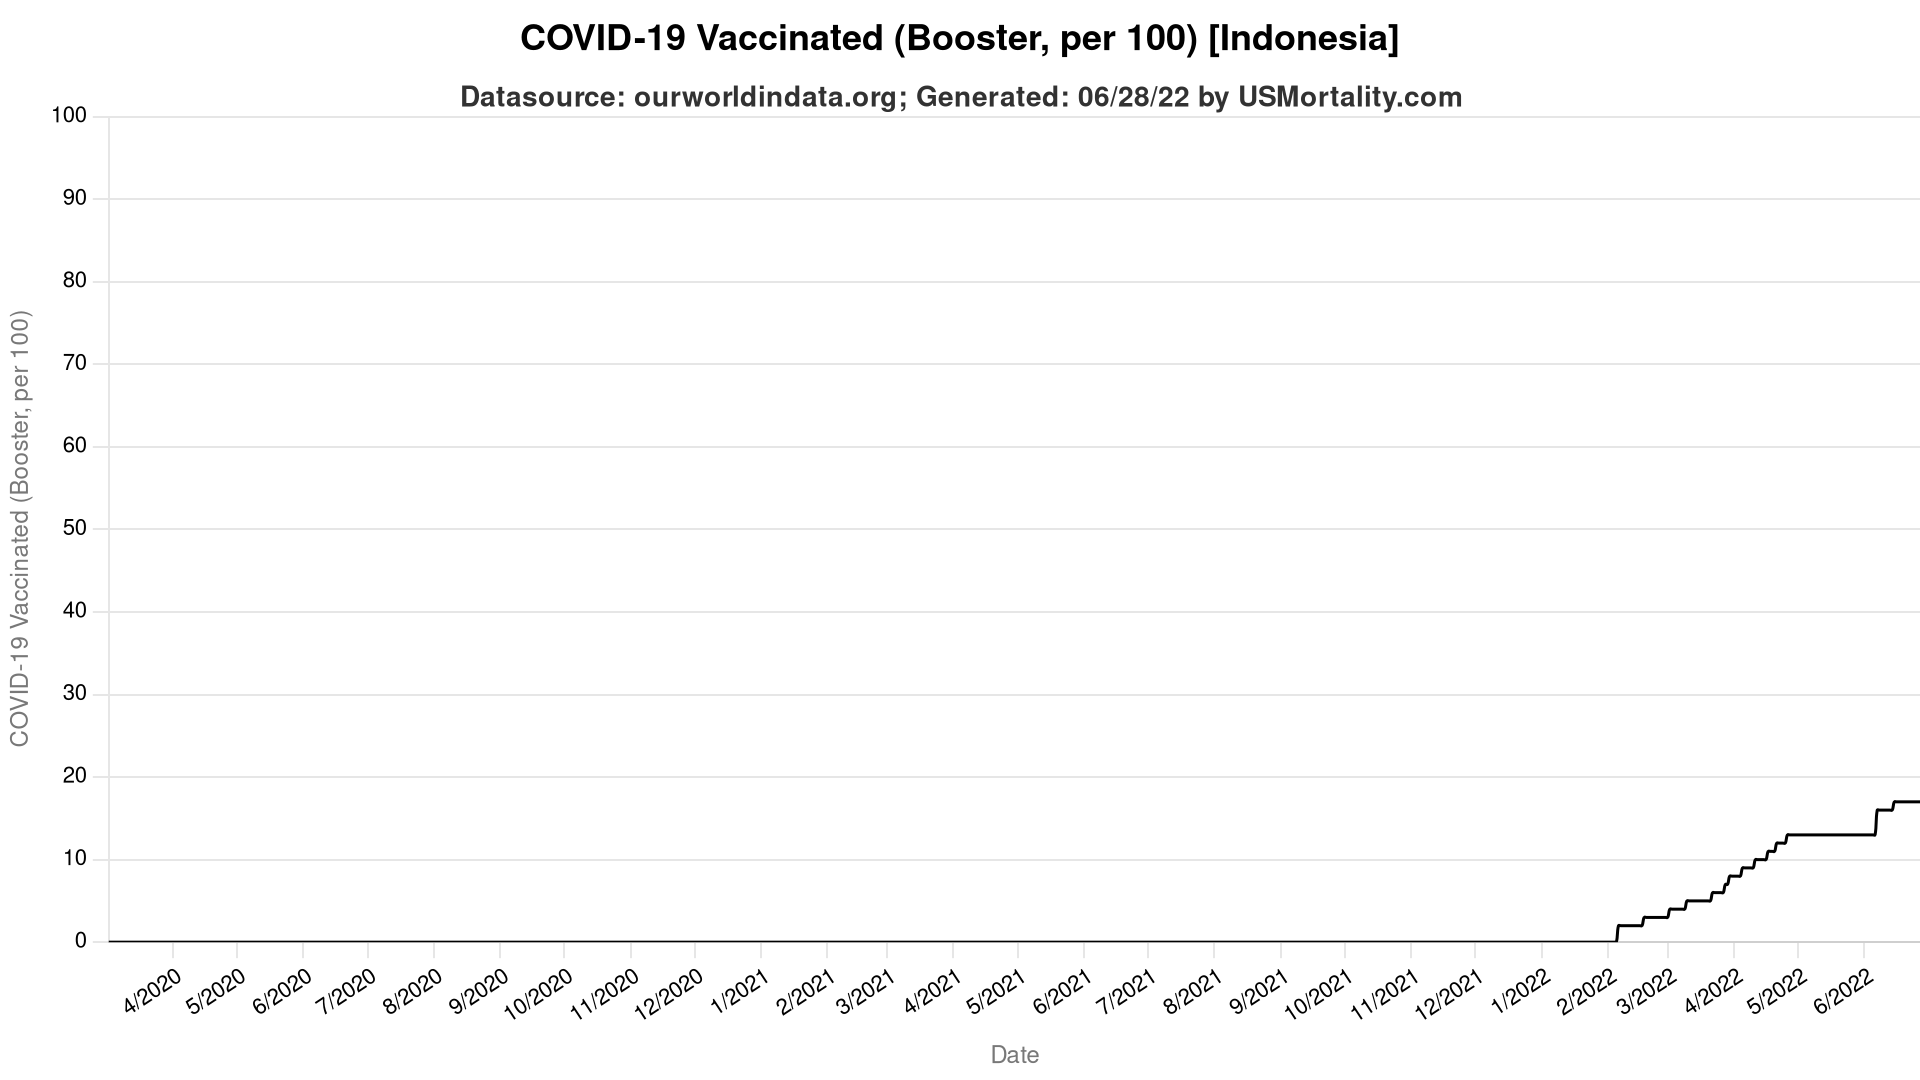 COVID-19 Vaccinated (Booster, per 100) [Indonesia]
Datasource: ourworldindata.org; Generated: 06/28/22 by USMortality.com
COVID-19 Vaccinated (Booster, per 100)
100
90
80
70
60
50
40
30
20
10
0
4/2020 5/2020 6/2020 7/2020 8/2020 9/2020 10/2020 11/2020 12/2020 1/2021 2/2021 3/2021 4/2021 5/2021 6/2021 7/2021 8/2021 9/2021 10/2021 11/2021 12/2021 1/2022 2/2022 3/2022 4/2022 5/2022 6/2022
Date